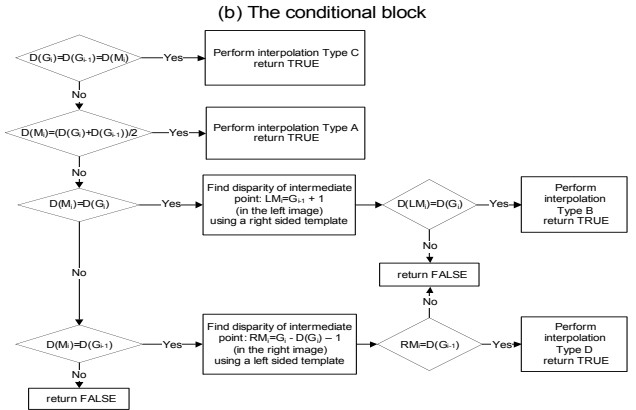 (b) The conditional block
D(Gᵢ)=D(Gᵢ₋₁)=D(Mᵢ)
Yes
Perform interpolation Type C
return TRUE
No
D(Mᵢ)=(D(Gᵢ)+D(Gᵢ₋₁))/2
Yes
Perform interpolation Type A
return TRUE
No
D(Mᵢ)=D(Gᵢ)
Yes
Find disparity of intermediate
point: LMᵢ=Gᵢ₋₁ + 1
(in the left image)
using a right sided template
D(LMᵢ)=D(Gᵢ)
Yes
Perform
interpolation
Type B
return TRUE
No
return FALSE
No
No
D(Mᵢ)=D(Gᵢ₋₁)
Yes
Find disparity of intermediate
point: RMᵢ=Gᵢ - D(Gᵢ) – 1
(in the right image)
using a left sided template
RMᵢ=D(Gᵢ₋₁)
Yes
Perform
interpolation
Type D
return TRUE
No
return FALSE